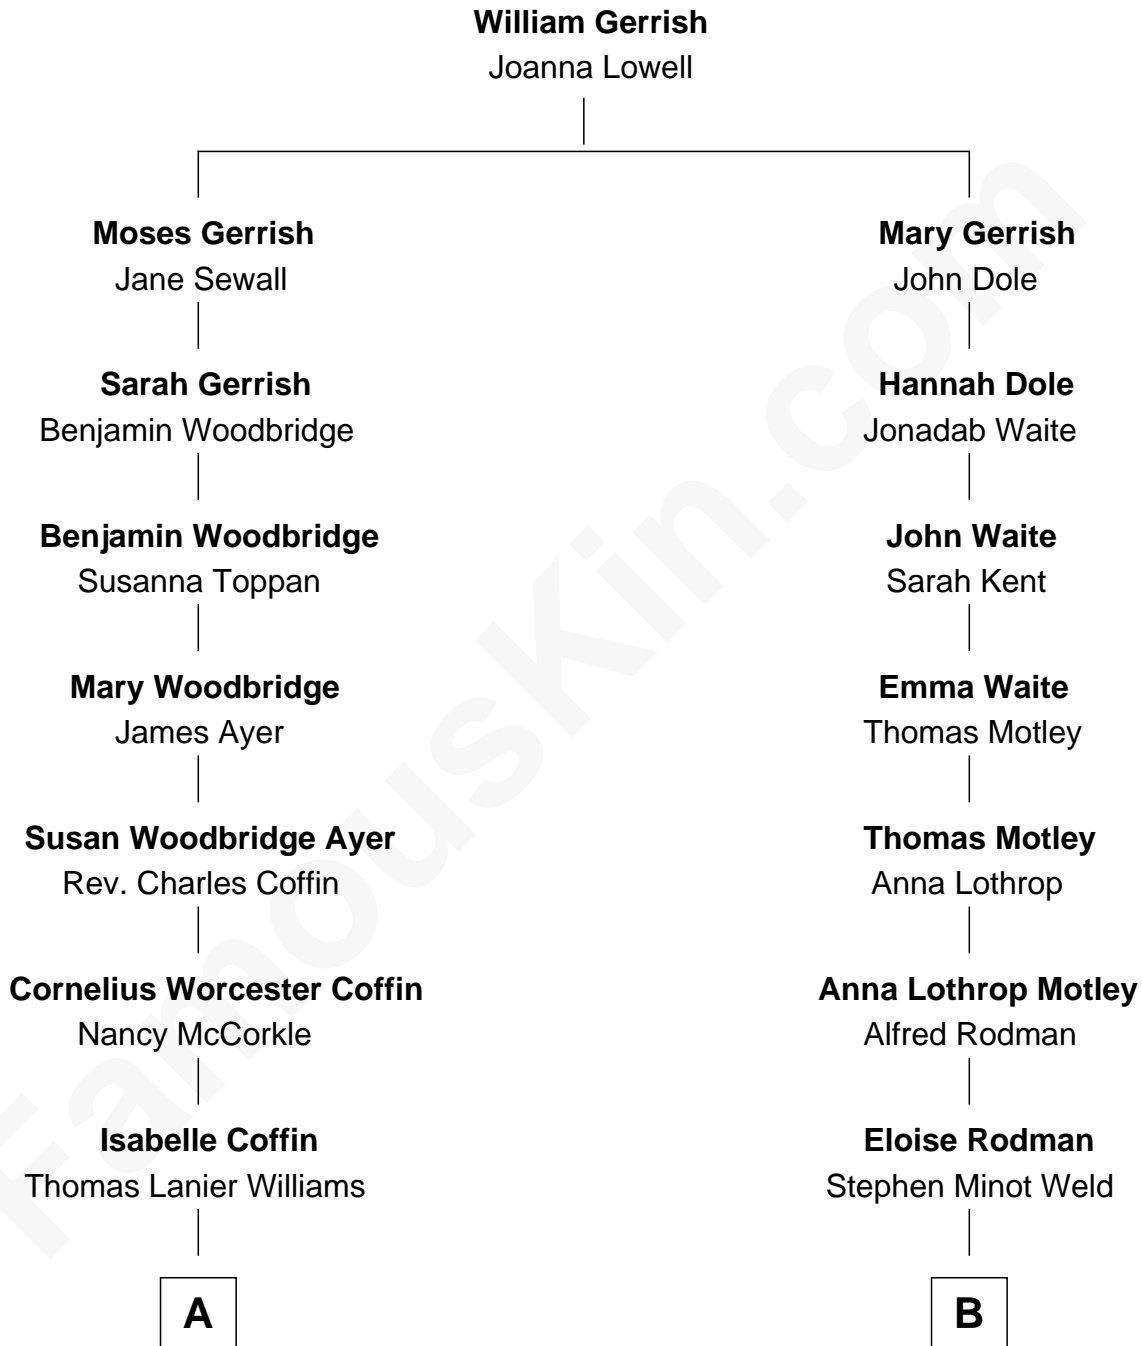 William Gerrish
Joanna Lowell
Moses Gerrish
Jane Sewall
Mary Gerrish
John Dole
Sarah Gerrish
Benjamin Woodbridge
Hannah Dole
Jonadab Waite
Benjamin Woodbridge
Susanna Toppan
John Waite
Sarah Kent
Mary Woodbridge
James Ayer
Emma Waite
Thomas Motley
Susan Woodbridge Ayer
Rev. Charles Coffin
Thomas Motley
Anna Lothrop
Cornelius Worcester Coffin
Nancy McCorkle
Anna Lothrop Motley
Alfred Rodman
Isabelle Coffin
Thomas Lanier Williams
Eloise Rodman
Stephen Minot Weld
A
B
FamousKin.com